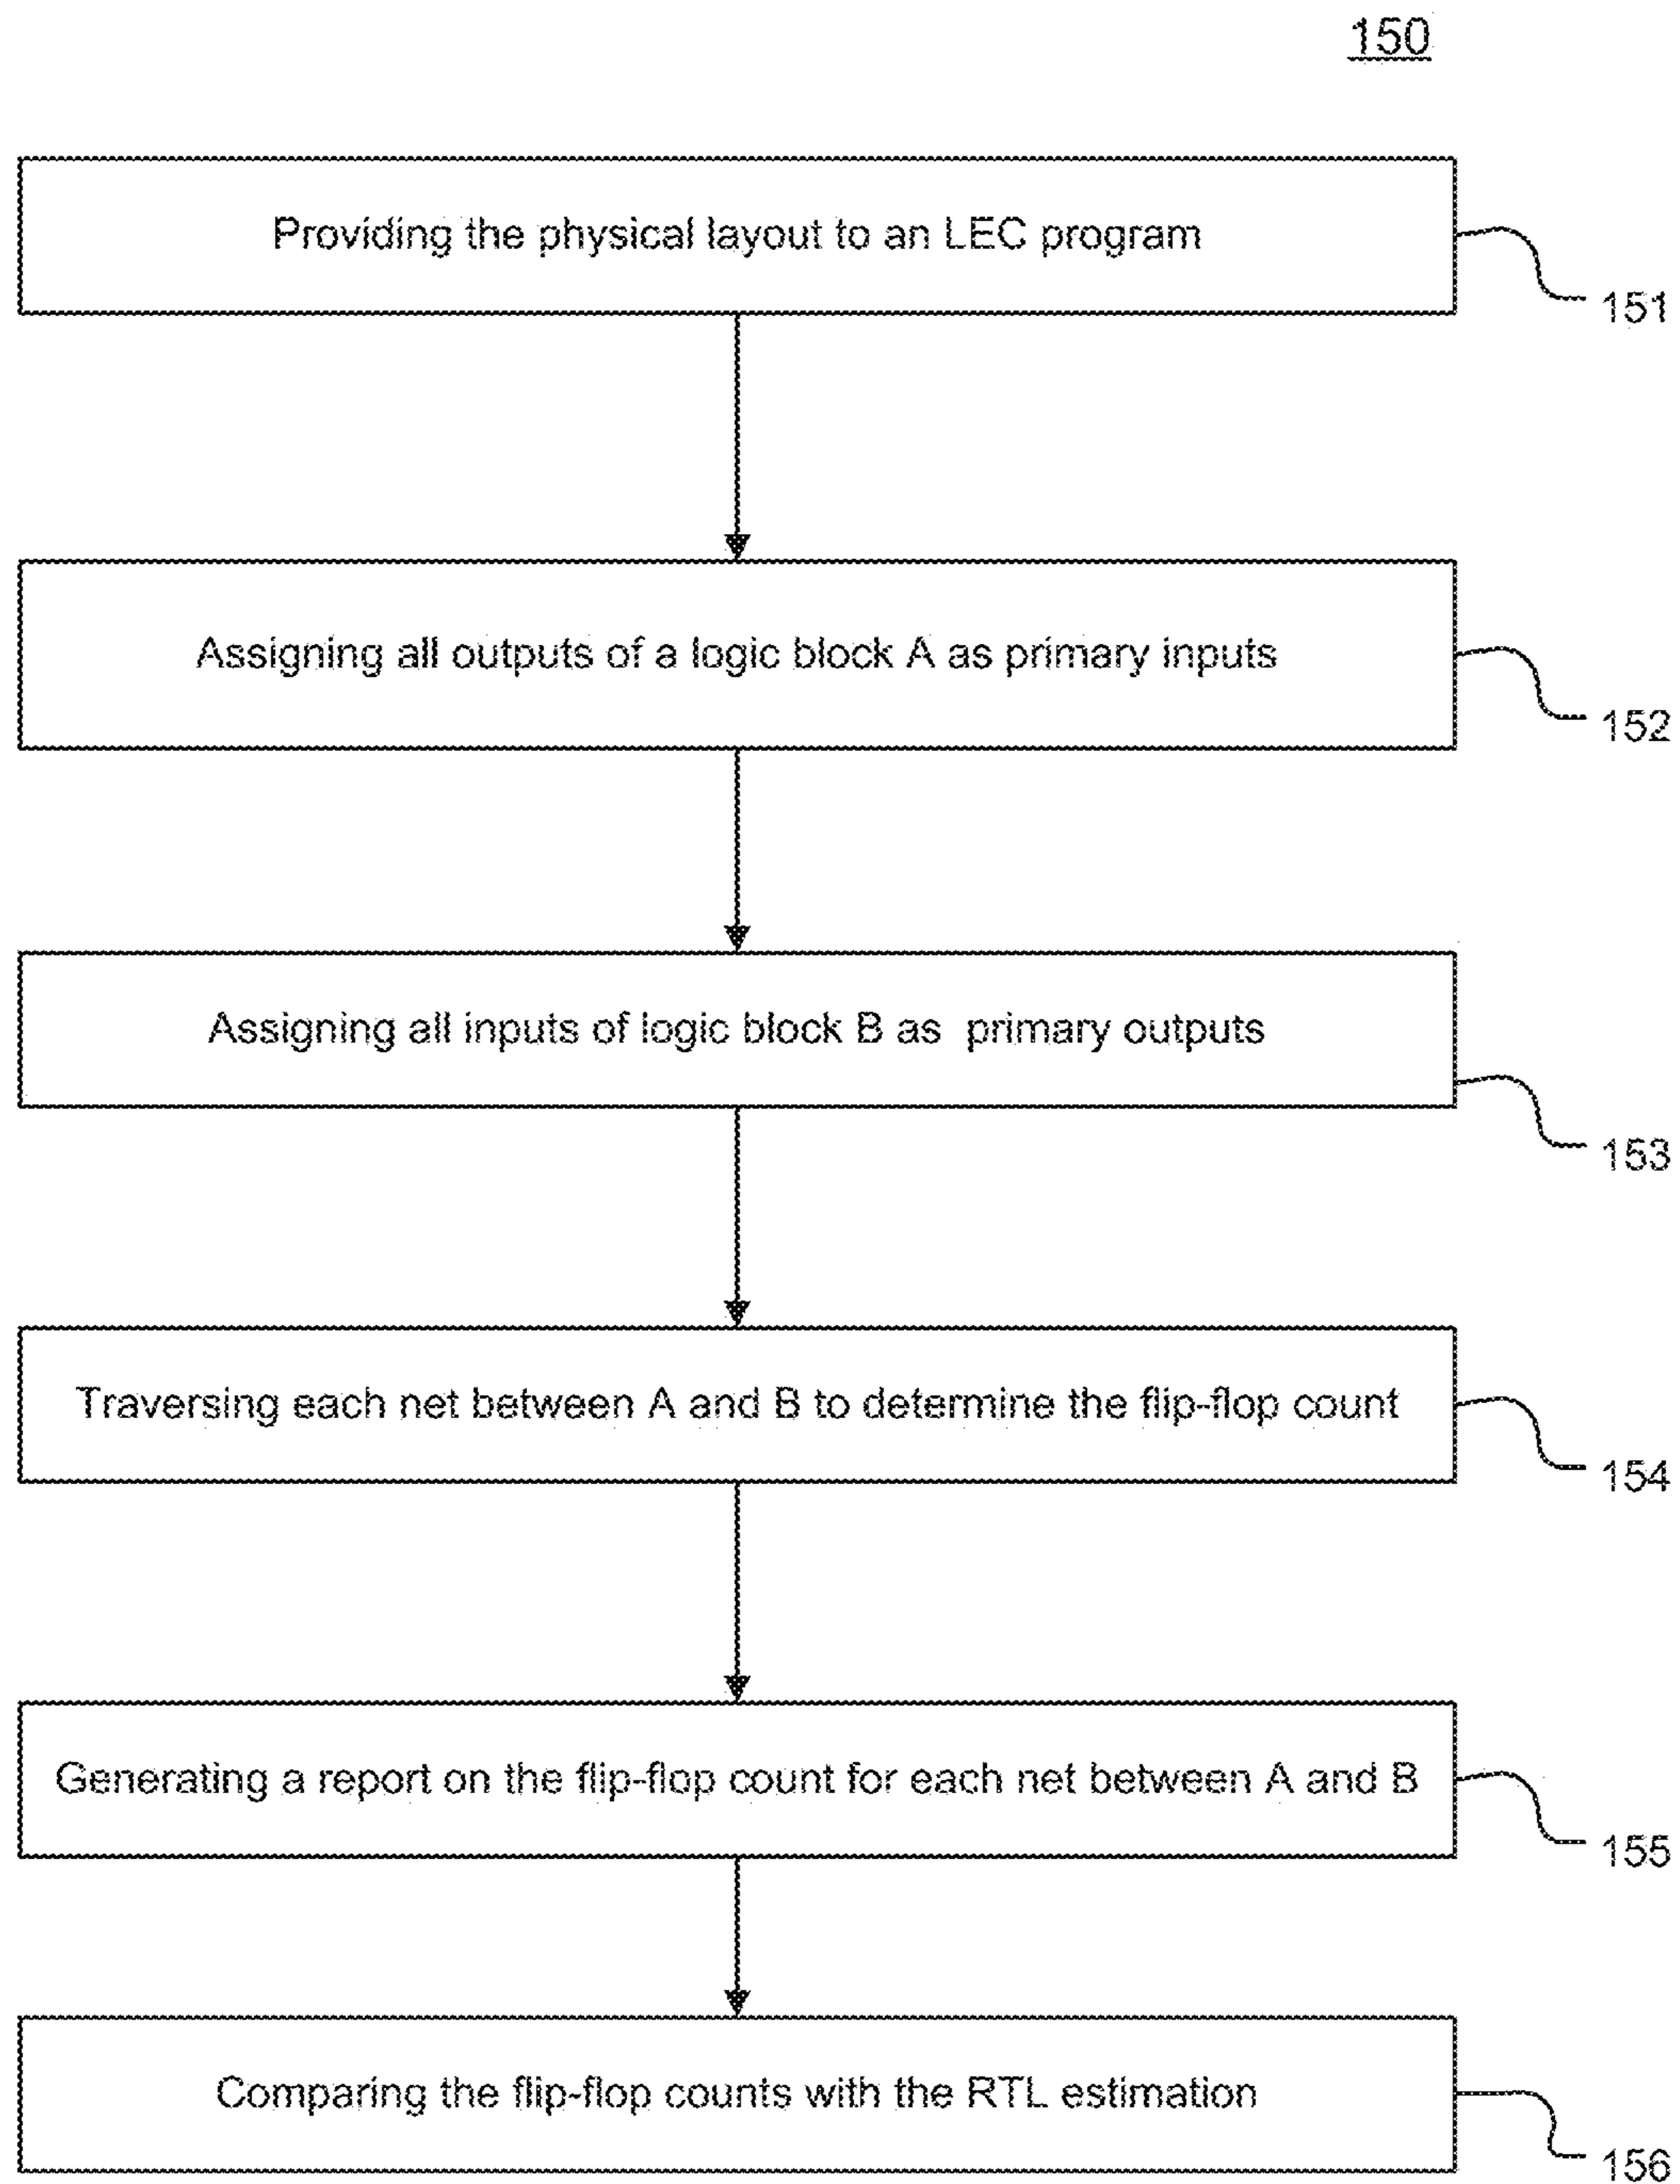 150
Providing the physical layout to an LEC program
151
Assigning all outputs of a logic block A as primary inputs
152
Assigning all inputs of logic block B as primary outputs
153
Traversing each net between A and B to determine the flip-flop count
154
Generating a report on the flip-flop count for each net between A and B
155
Comparing the flip-flop counts with the RTL estimation
156